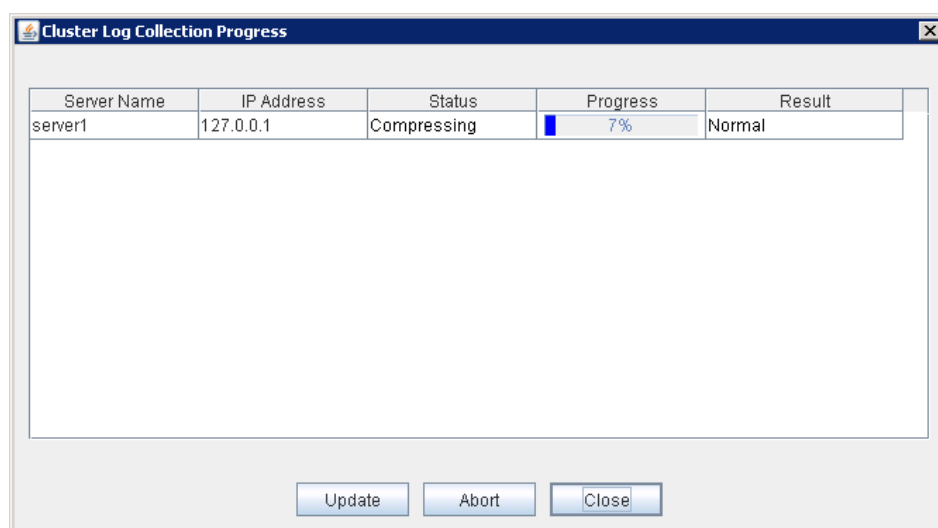 Cluster Log Collection Progress
Server Name IP Address Status Progress Result
server1 127.0.0.1 Compressing 7% Normal
Update Abort Close